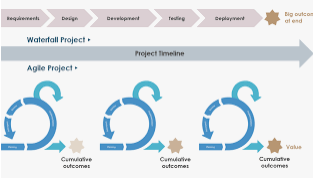 Requirements Design Development Testing Deployment
Big outcome
at end
Waterfall Project
Project Timeline
Agile Project
Value
Cumulative
outcomes
Cumulative
outcomes
Cumulative
outcomes